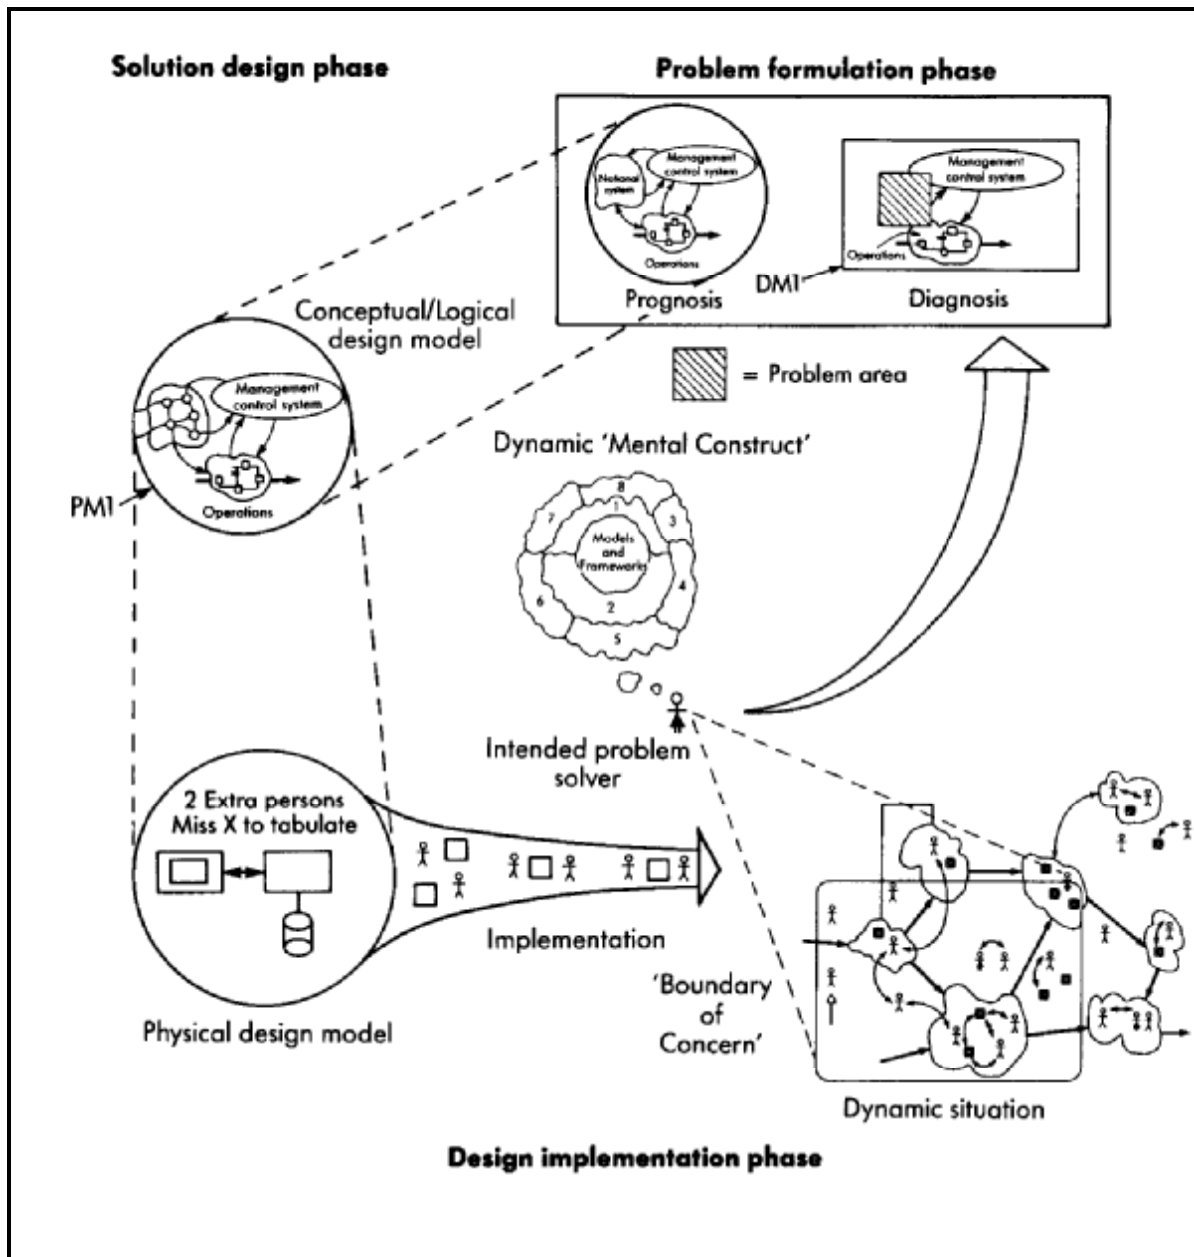 Solution design phase
Problem formulation phase
Notional
system
Management
control system
Operations
Prognosis
Management
control system
Operations
DM1
Diagnosis
= Problem area
Conceptual/Logical
design model
Management
control system
Operations
PM1
Dynamic 'Mental Construct'
8
1
7
3
Models
and
Frameworks
4
6
2
5
Intended problem
solver
2 Extra persons
Miss X to tabulate
Implementation
Physical design model
'Boundary
of
Concern'
Dynamic situation
Design implementation phase